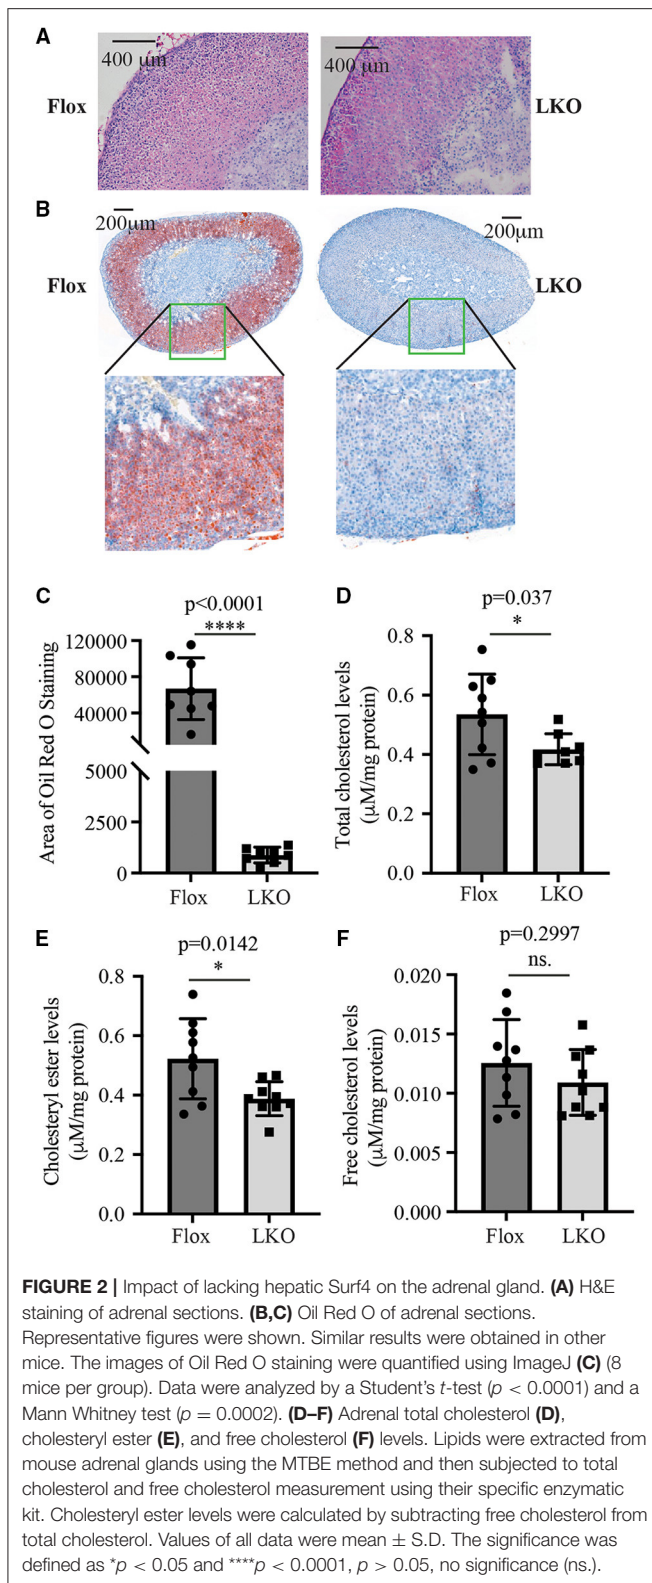 A
400 μm
400 μm
Flox
LKO
B
200μm
200μm
Flox
LKO
C
p<0.0001
****
120000
80000
40000
5000
2500
0
Area of Oil Red O Staining
Flox
LKO
D
p=0.037
*
0.8
0.6
0.4
0.2
0.0
Total cholesterol levels
(μM/mg protein)
Flox
LKO
E
p=0.0142
*
0.8
0.6
0.4
0.2
0.0
Cholesteryl ester levels
(μM/mg protein)
Flox
LKO
F
p=0.2997
ns.
0.020
0.015
0.010
0.005
0.000
Free cholesterol levels
(μM/mg protein)
Flox
LKO
FIGURE 2 | Impact of lacking hepatic Surf4 on the adrenal gland. (A) H&E
staining of adrenal sections. (B,C) Oil Red O of adrenal sections.
Representative figures were shown. Similar results were obtained in other
mice. The images of Oil Red O staining were quantified using ImageJ (C) (8
mice per group). Data were analyzed by a Student's t-test (p < 0.0001) and a
Mann Whitney test (p = 0.0002). (D–F) Adrenal total cholesterol (D),
cholesteryl ester (E), and free cholesterol (F) levels. Lipids were extracted from
mouse adrenal glands using the MTBE method and then subjected to total
cholesterol and free cholesterol measurement using their specific enzymatic
kit. Cholesteryl ester levels were calculated by subtracting free cholesterol from
total cholesterol. Values of all data were mean ± S.D. The significance was
defined as *p < 0.05 and ****p < 0.0001, p > 0.05, no significance (ns.).